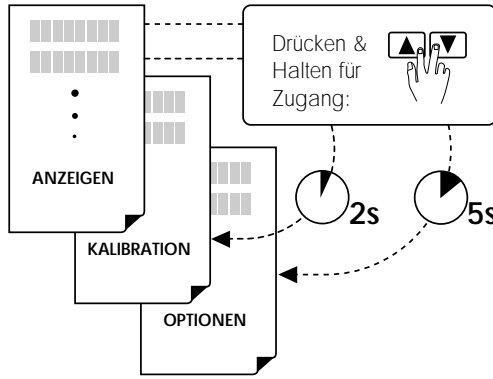 Drücken &
Halten für
Zugang:
ANZEIGEN
2s
5s
KALIBRATION
OPTIONEN